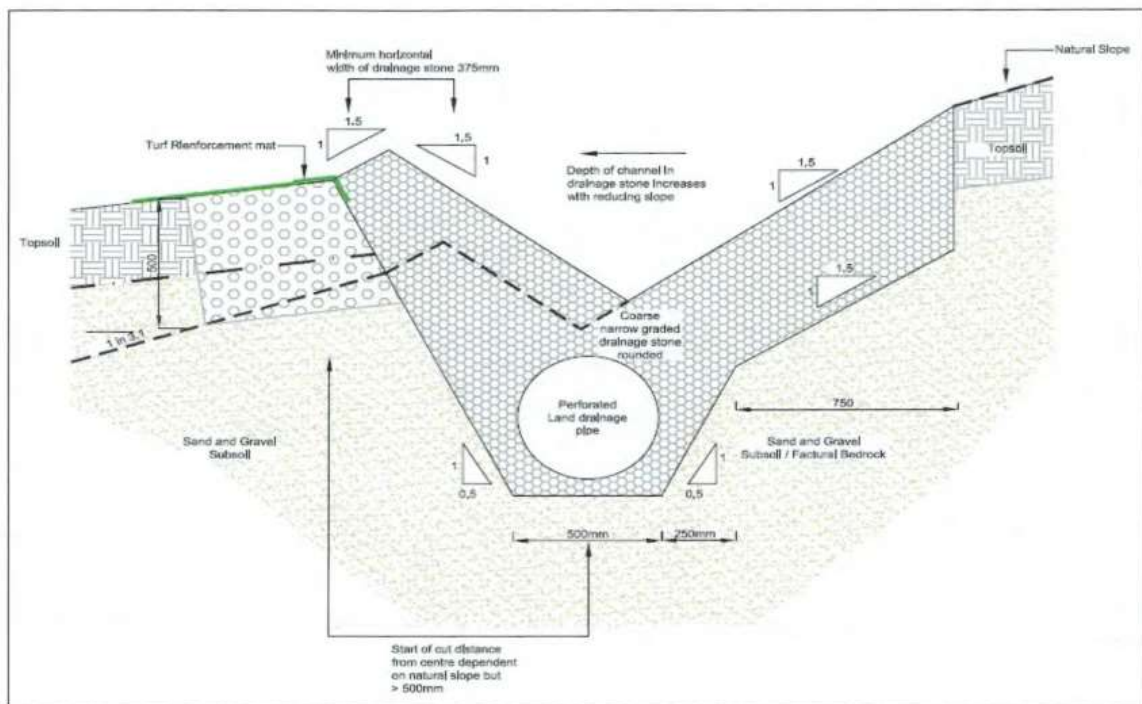 Minimum horizontal
width of drainage stone 375mm
Natural Slope
1.5
1
1.5
1
Turf Rienforcement mat
Depth of channel in
drainage stone increases
with reducing slope
1.5
1
Topsoil
Topsoil
500
1.5
1
Coarse
narrow graded
drainage stone
rounded
1 in 3.1
Perforated
Land drainage
pipe
750
Sand and Gravel
Subsoil
Sand and Gravel
Subsoil / Factural Bedrock
1
0,5
1
0,5
500mm
250mm
Start of cut distance
from centre dependent
on natural slope but
> 500mm